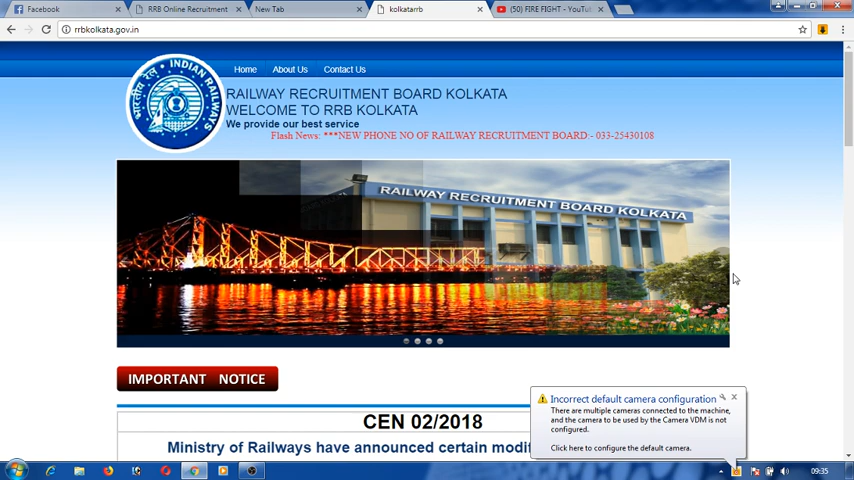 Facebook
RRB Online Recruitment
New Tab
kolkatarrb
(50) FIRE FIGHT - YouTu
rrbkolkata.gov.in
Home About Us Contact Us
भारतीय रेल INDIAN RAILWAYS
RAILWAY RECRUITMENT BOARD KOLKATA
WELCOME TO RRB KOLKATA
We provide our best service
Flash News: ***NEW PHONE NO OF RAILWAY RECRUITMENT BOARD:- 033-25430108
RAILWAY RECRUITMENT BOARD KOLKATA
IMPORTANT NOTICE
CEN 02/2018
Ministry of Railways have announced certain modif
Incorrect default camera configuration
There are multiple cameras connected to the machine,
and the camera to be used by the Camera VDM is not
configured.
Click here to configure the default camera.
09:35